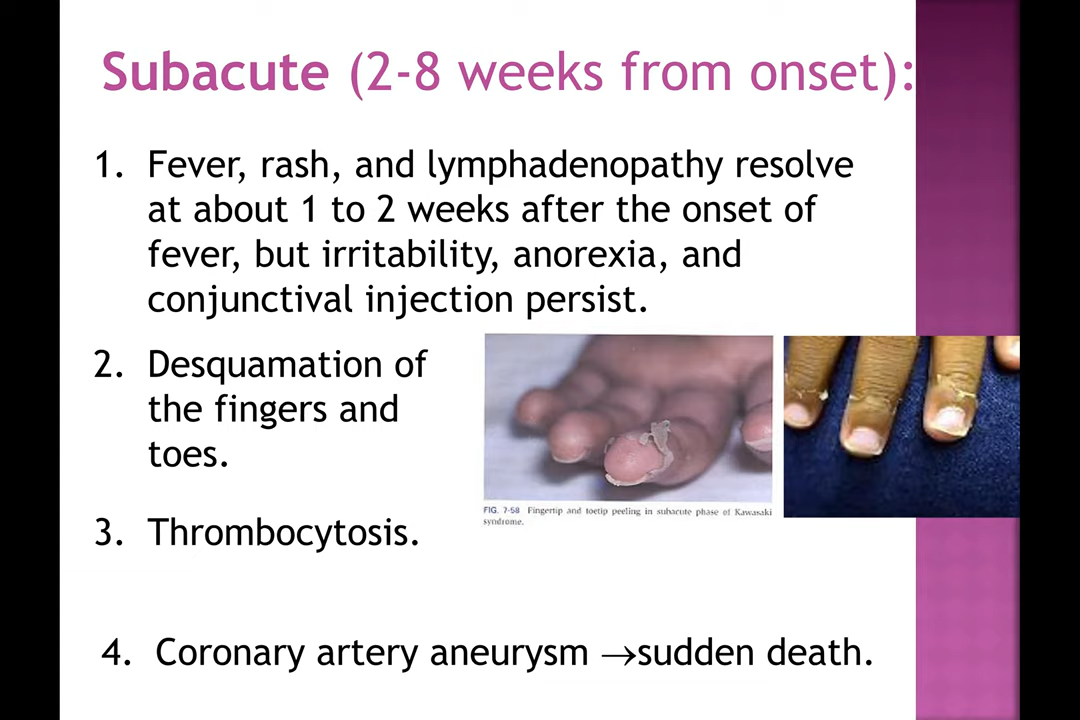 Subacute (2-8 weeks from onset):
1. Fever, rash, and lymphadenopathy resolve
at about 1 to 2 weeks after the onset of
fever, but irritability, anorexia, and
conjunctival injection persist.
2. Desquamation of
the fingers and
toes.
FIG. 7-58 Fingertip and toetip peeling in subacute phase of Kawasaki
syndrome.
3. Thrombocytosis.
4. Coronary artery aneurysm →sudden death.